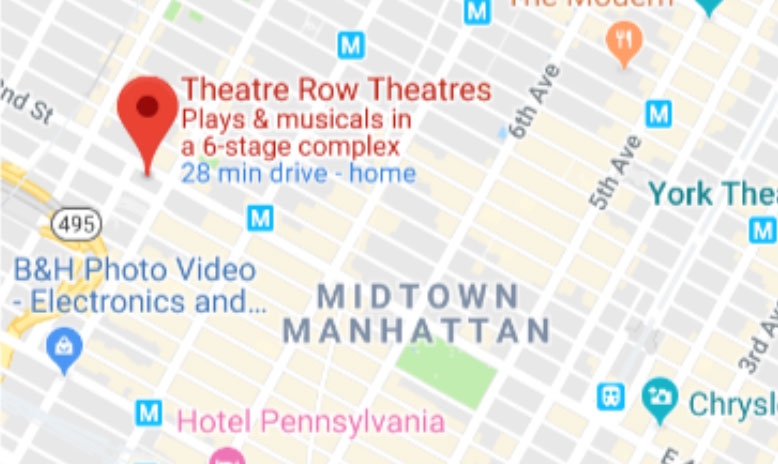 The Modern
M
M
Theatre Row Theatres
Plays & musicals in
a 6-stage complex
28 min drive - home
nd St
6th Ave
M
5th Ave
York Thea
M
495
M
B&H Photo Video
- Electronics and...
MIDTOWN
MANHATTAN
3rd Av
Chrysl
M
Hotel Pennsylvania
E